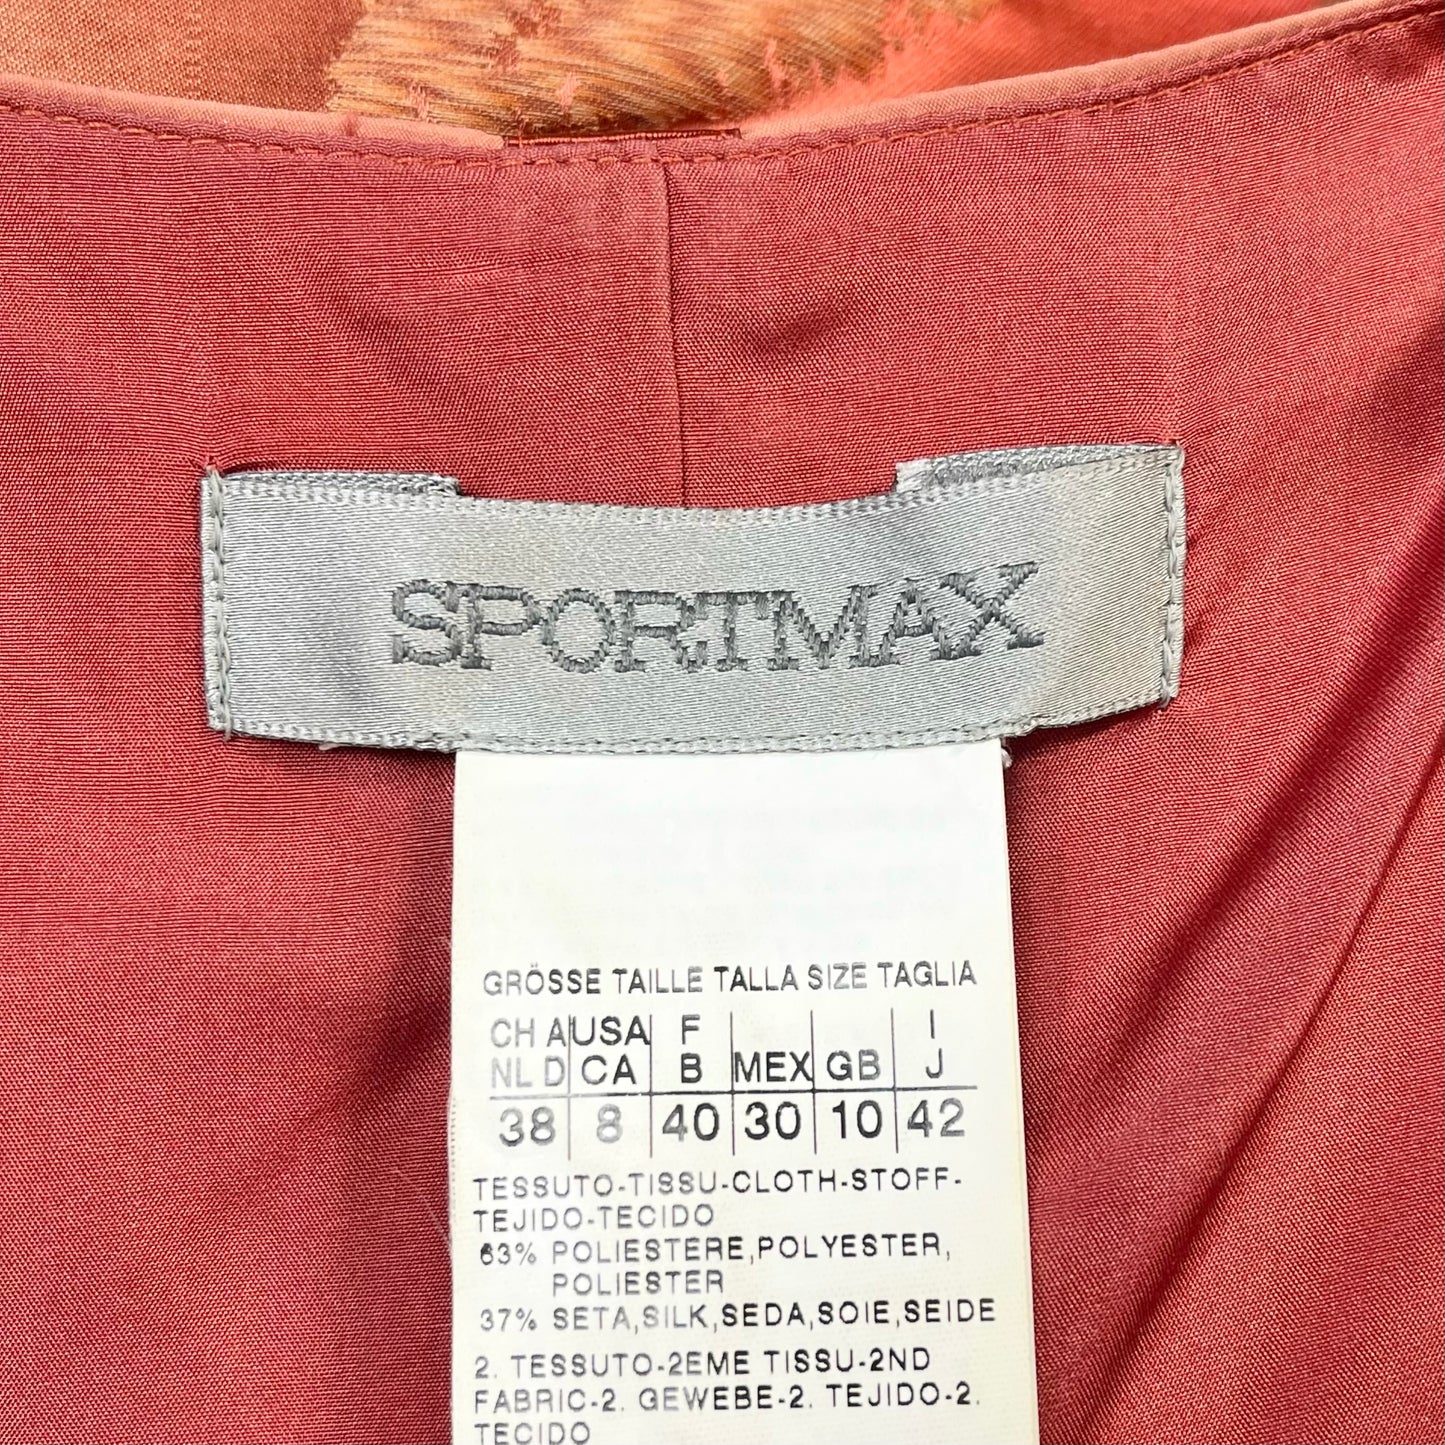 SPORTMAX
GRÖSSE TAILLE TALLA SIZE TAGLIA
CH A USA F I
NL D CA B MEX GB J
38 8 40 30 10 42
TESSUTO-TISSU-CLOTH-STOFF-
TEJIDO-TECIDO
63% POLIESTERE,POLYESTER,
POLIESTER
37% SETA,SILK,SEDA,SOIE,SEIDE
2. TESSUTO-2EME TISSU-2ND
FABRIC-2. GEWEBE-2. TEJIDO-2.
TECIDO